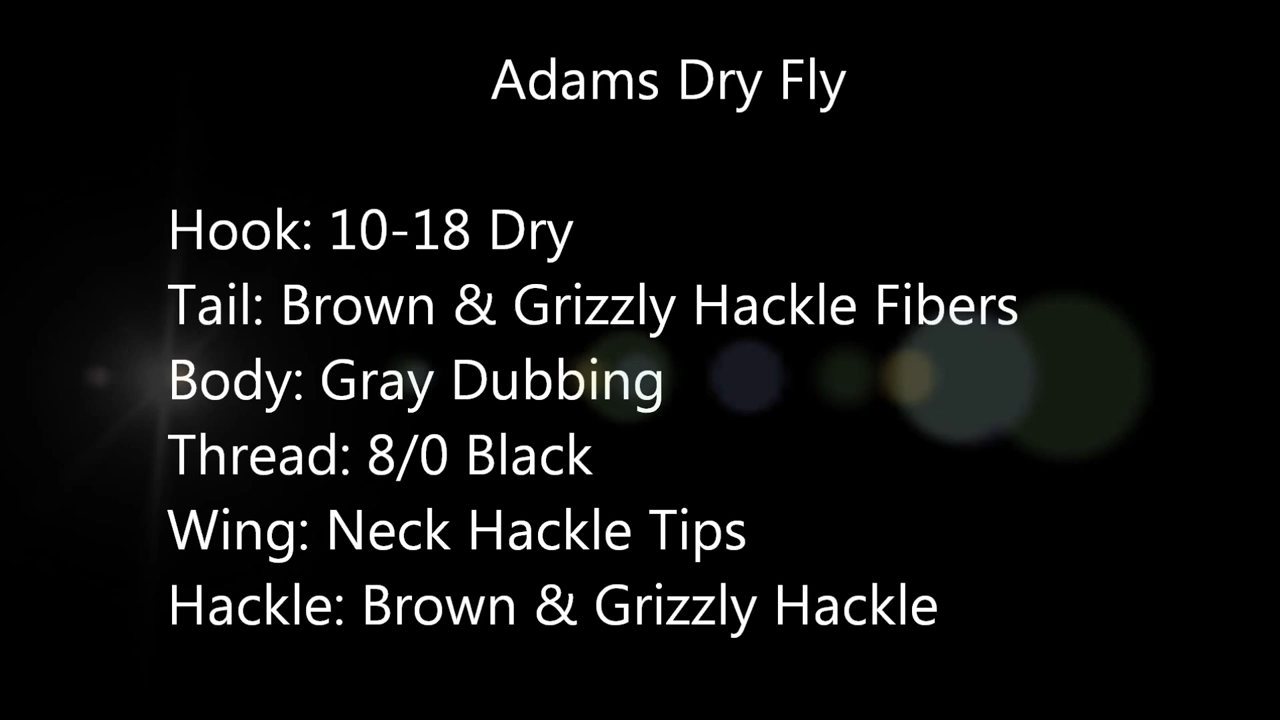 Adams Dry Fly
Hook: 10-18 Dry
Tail: Brown & Grizzly Hackle Fibers
Body: Gray Dubbing
Thread: 8/0 Black
Wing: Neck Hackle Tips
Hackle: Brown & Grizzly Hackle